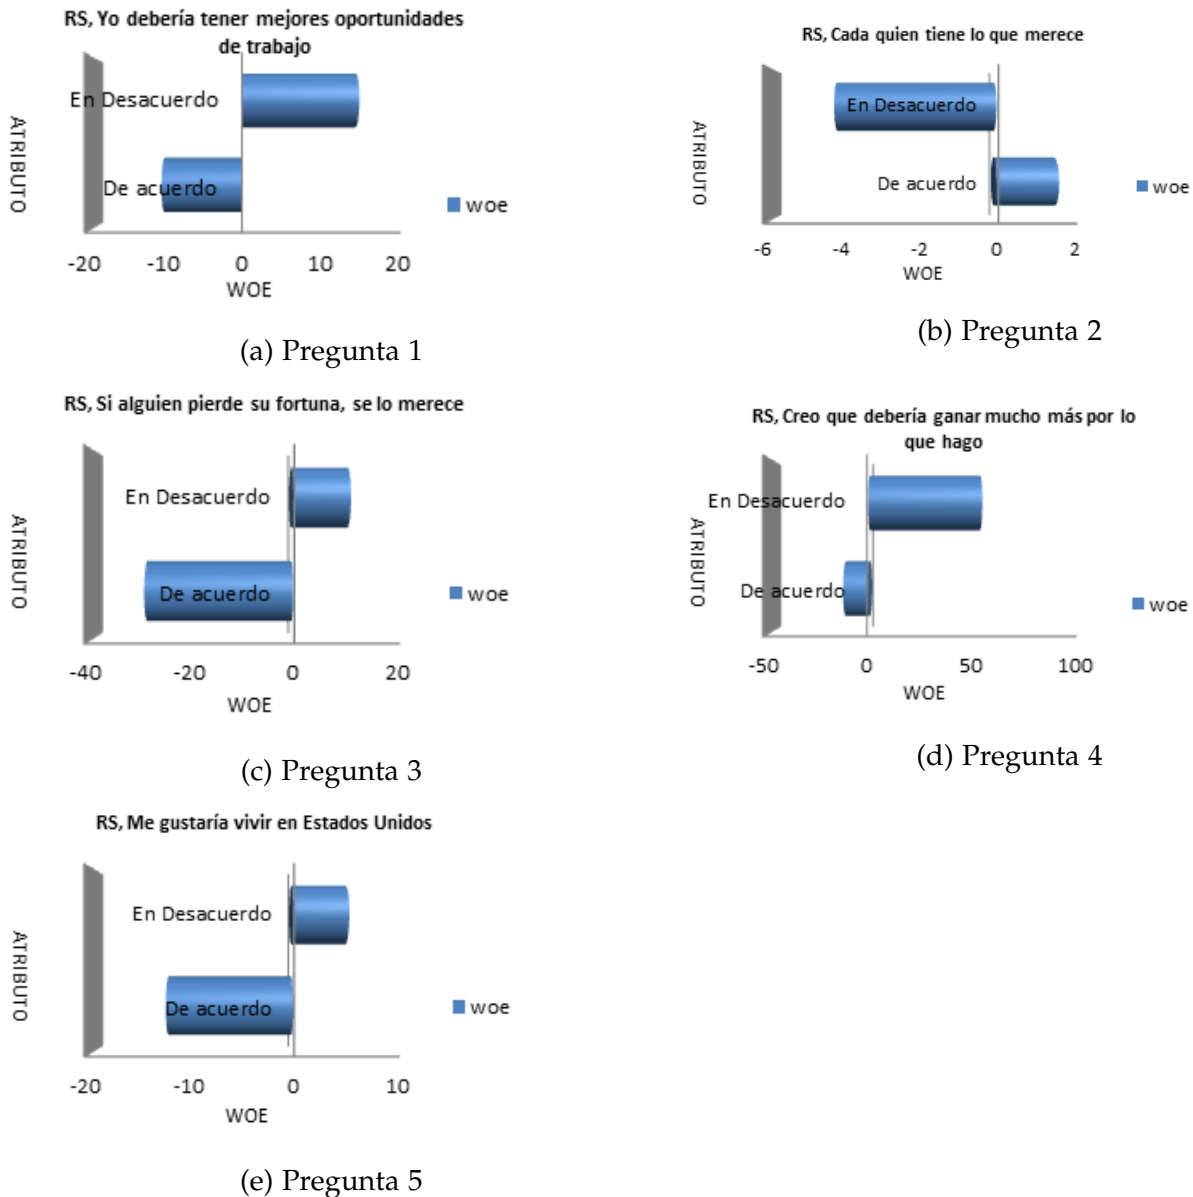 RS, Yo debería tener mejores oportunidades
de trabajo
En Desacuerdo
De acuerdo
ATRIBUTO
woe
-20 -10 0 10 20
WOE
(a) Pregunta 1
RS, Cada quien tiene lo que merece
En Desacuerdo
De acuerdo
ATRIBUTO
woe
-6 -4 -2 0 2
WOE
(b) Pregunta 2
RS, Si alguien pierde su fortuna, se lo merece
En Desacuerdo
De acuerdo
ATRIBUTO
woe
-40 -20 0 20
WOE
(c) Pregunta 3
RS, Creo que debería ganar mucho más por lo
que hago
En Desacuerdo
De acuerdo
ATRIBUTO
woe
-50 0 50 100
WOE
(d) Pregunta 4
RS, Me gustaría vivir en Estados Unidos
En Desacuerdo
De acuerdo
ATRIBUTO
woe
-20 -10 0 10
WOE
(e) Pregunta 5